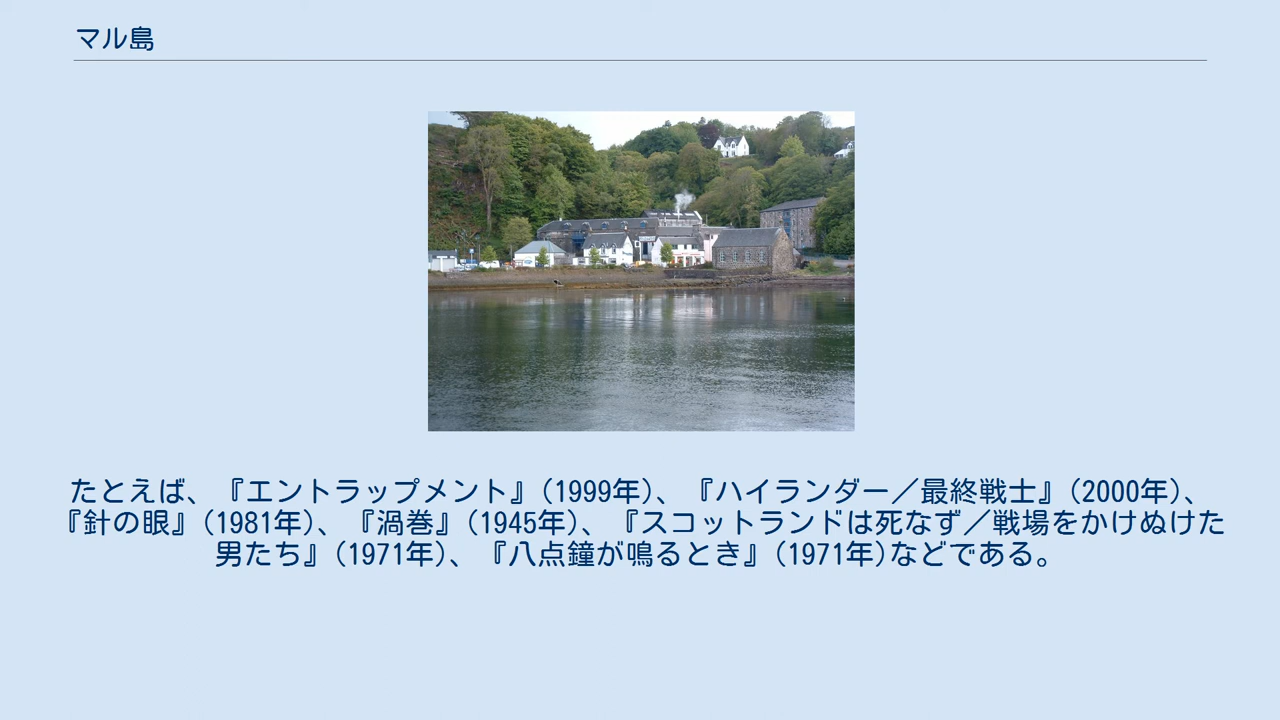 マル島
たとえば、『エントラップメント』(1999年)、『ハイランダー／最終戦士』(2000年)、
『針の眼』(1981年)、『渦巻』(1945年)、『スコットランドは死なず／戦場をかけぬけた
男たち』(1971年)、『八点鐘が鳴るとき』(1971年)などである。